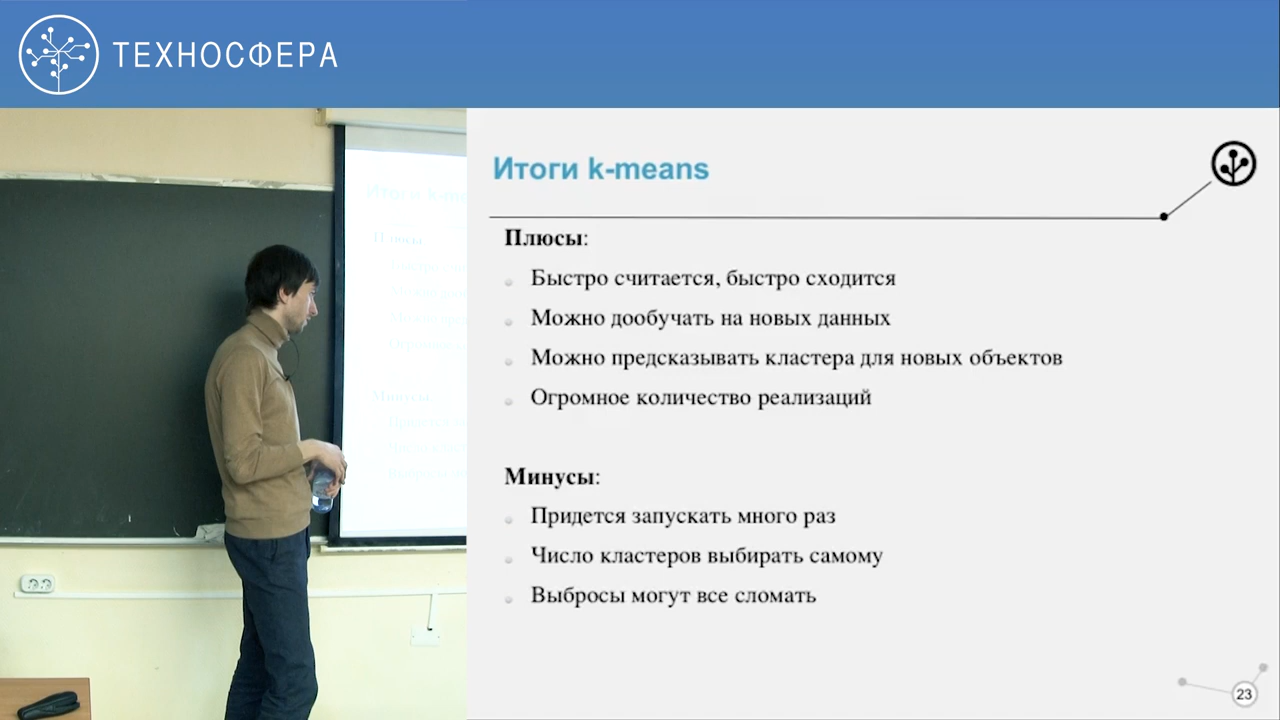 ТЕХНОСФЕРА
Итоги k-means
Плюсы:
Быстро считается, быстро сходится
Можно дообучать на новых данных
Можно предсказывать кластера для новых объектов
Огромное количество реализаций
Минусы:
Придется запускать много раз
Число кластеров выбирать самому
Выбросы могут все сломать
23